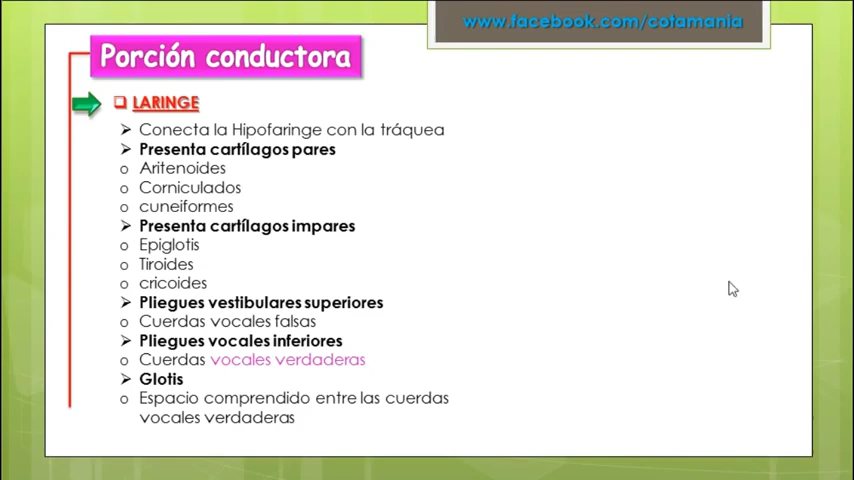 www.facebook.com/cotamania
Porción conductora
LARINGE
Conecta la Hipofaringe con la tráquea
Presenta cartílagos pares
Aritenoides
Corniculados
cuneiformes
Presenta cartílagos impares
Epiglotis
Tiroides
cricoides
Pliegues vestibulares superiores
Cuerdas vocales falsas
Pliegues vocales inferiores
Cuerdas vocales verdaderas
Glotis
Espacio comprendido entre las cuerdas
vocales verdaderas